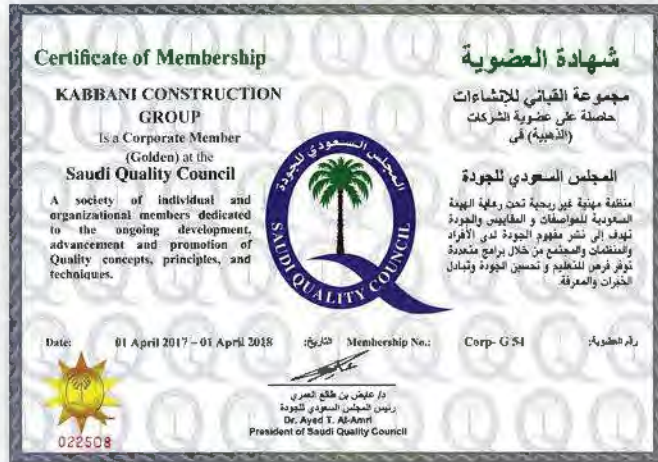 Certificate of Membership
KABBANI CONSTRUCTION
GROUP
Is a Corporate Member
(Golden) at the
Saudi Quality Council
A society of individual and
organizational members dedicated
to the ongoing development,
advancement and promotion of
Quality concepts, principles, and
techniques.
شهادة العضوية
مجموعة القباني للإنشاءات
حاصلة على عضوية الشركات
(الذهبية) في
المجلس السعودي للجودة
منظمة مهنية غير ربحية تحت رعاية الهيئة
السعودية للمواصفات و المقاييس والجودة
تهدف إلى نشر مفهوم الجودة لدى الأفراد
والمنظمات والمجتمع من خلال برامج متعددة
توفر فرص للتعليم و تحسين الجودة وتبادل
الخبرات والمعرفة.
المجلس السعودي للجودة
SAUDI QUALITY COUNCIL
Date: 01 April 2017 – 01 April 2018 التاريخ: Membership No.: Corp- G 54 رقم العضوية:
د/ عايض بن طالع العمري
رئيس المجلس السعودي للجودة
Dr. Ayed T. Al-Amri
President of Saudi Quality Council
022508